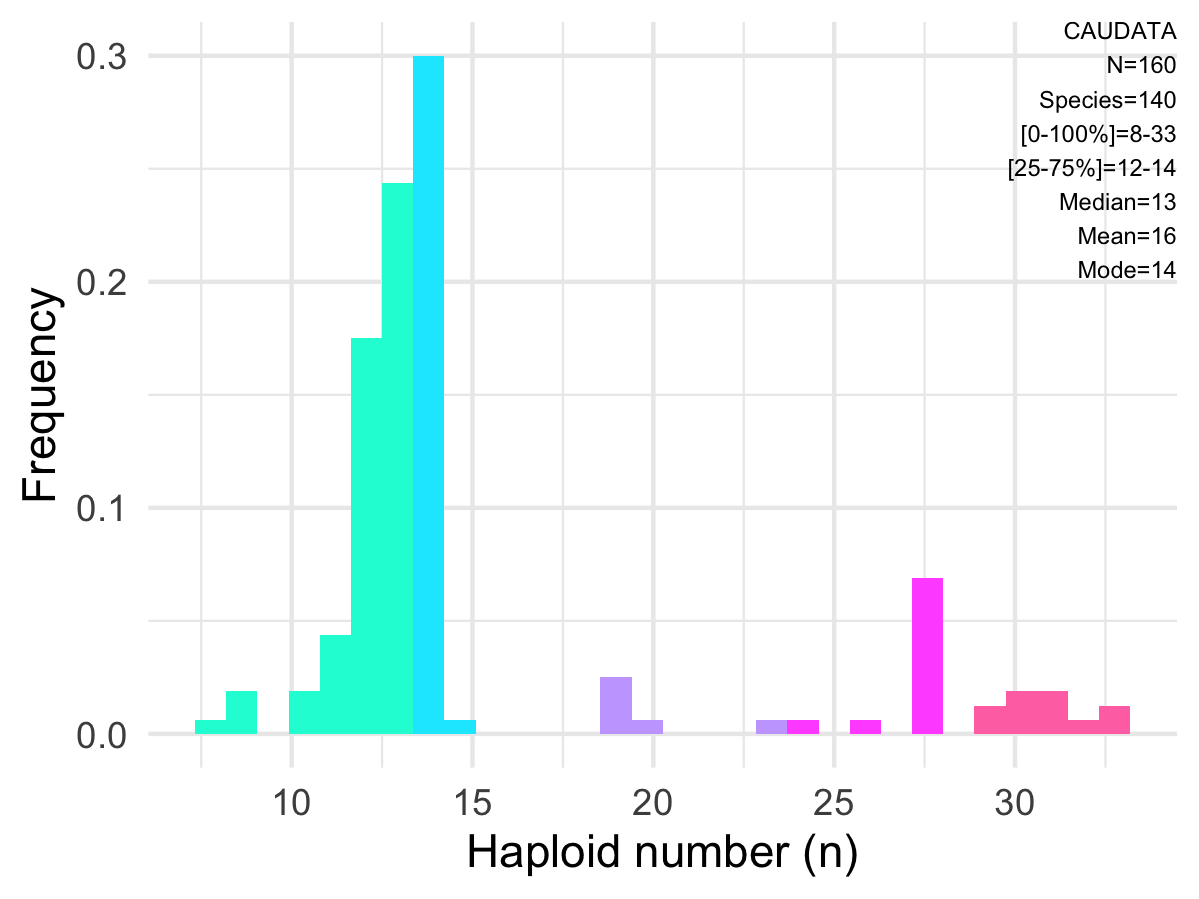 CAUDATA
N=160
Species=140
[0-100%]=8-33
[25-75%]=12-14
Median=13
Mean=16
Mode=14
0.3
0.2
0.1
0.0
Frequency
10 15 20 25 30
Haploid number (n)